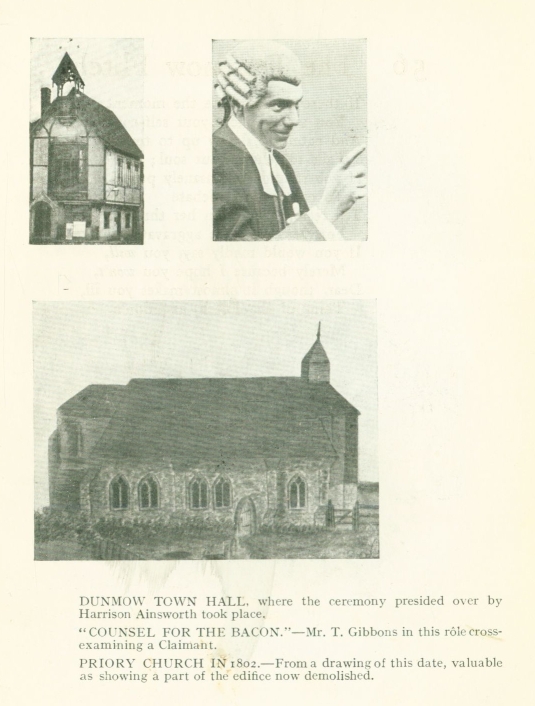 DUNMOW TOWN HALL, where the ceremony presided over by
Harrison Ainsworth took place.
“COUNSEL FOR THE BACON.”—Mr. T. Gibbons in this rôle cross-
examining a Claimant.
PRIORY CHURCH IN 1802.—From a drawing of this date, valuable
as showing a part of the edifice now demolished.